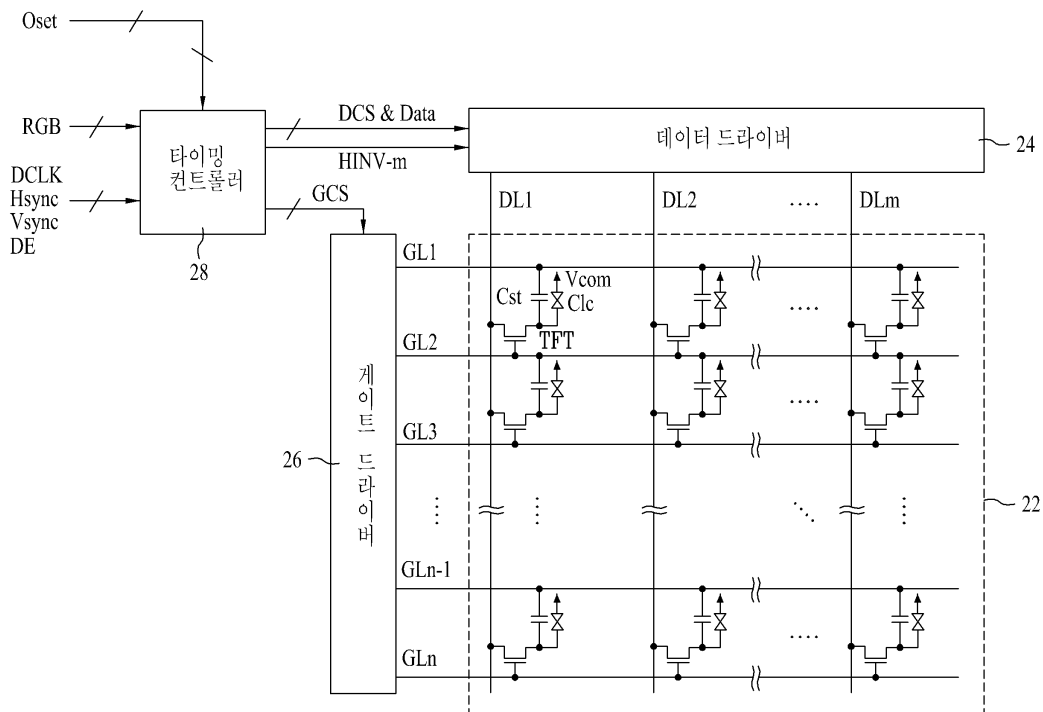 Oset
RGB
DCLK
Hsync
Vsync
DE
타이밍
컨트롤러
28
DCS & Data
HINV-m
GCS
데이터 드라이버
24
DL1
DL2
....
DLm
게이트 드라이버
26
GL1
Cst
Vcom
Clc
....
GL2
TFT
....
GL3
22
GLn-1
....
GLn